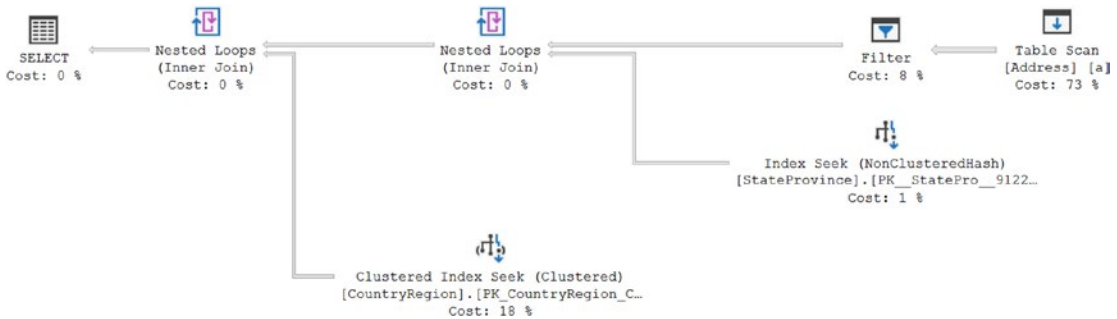 SELECT
Cost: 0 %
Nested Loops
(Inner Join)
Cost: 0 %
Nested Loops
(Inner Join)
Cost: 0 %
Filter
Cost: 8 %
Table Scan
[Address] [a]
Cost: 73 %
Index Seek (NonClusteredHash)
[StateProvince].[PK__StatePro__9122…
Cost: 1 %
Clustered Index Seek (Clustered)
[CountryRegion].[PK_CountryRegion_C…
Cost: 18 %